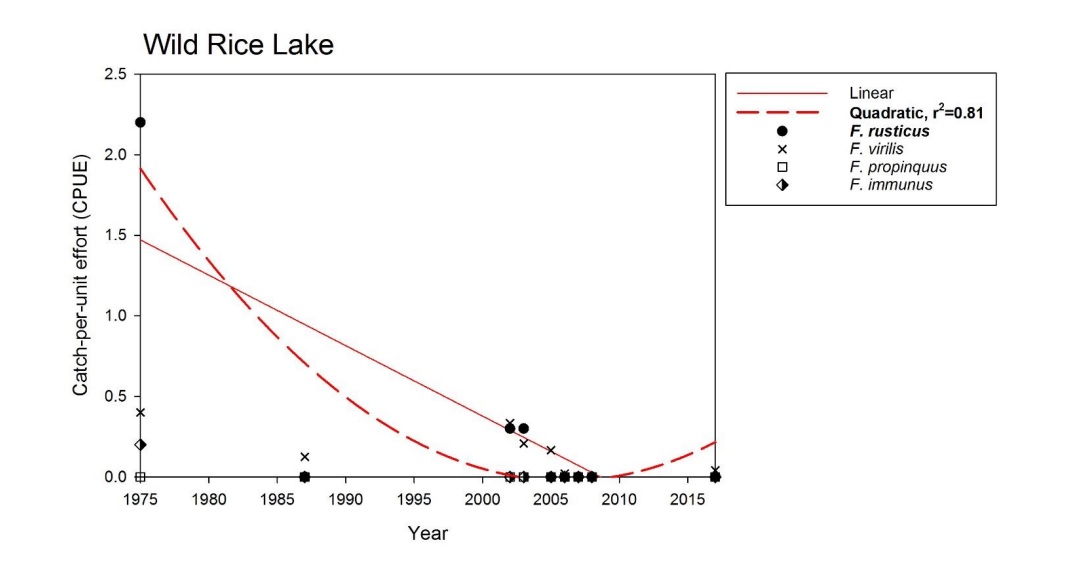 Wild Rice Lake
2.5
2.0
1.5
1.0
0.5
0.0
Catch-per-unit effort (CPUE)
1975 1980 1985 1990 1995 2000 2005 2010 2015
Year
Linear
Quadratic, r²=0.81
F. rusticus
F. virilis
F. propinquus
F. immunus